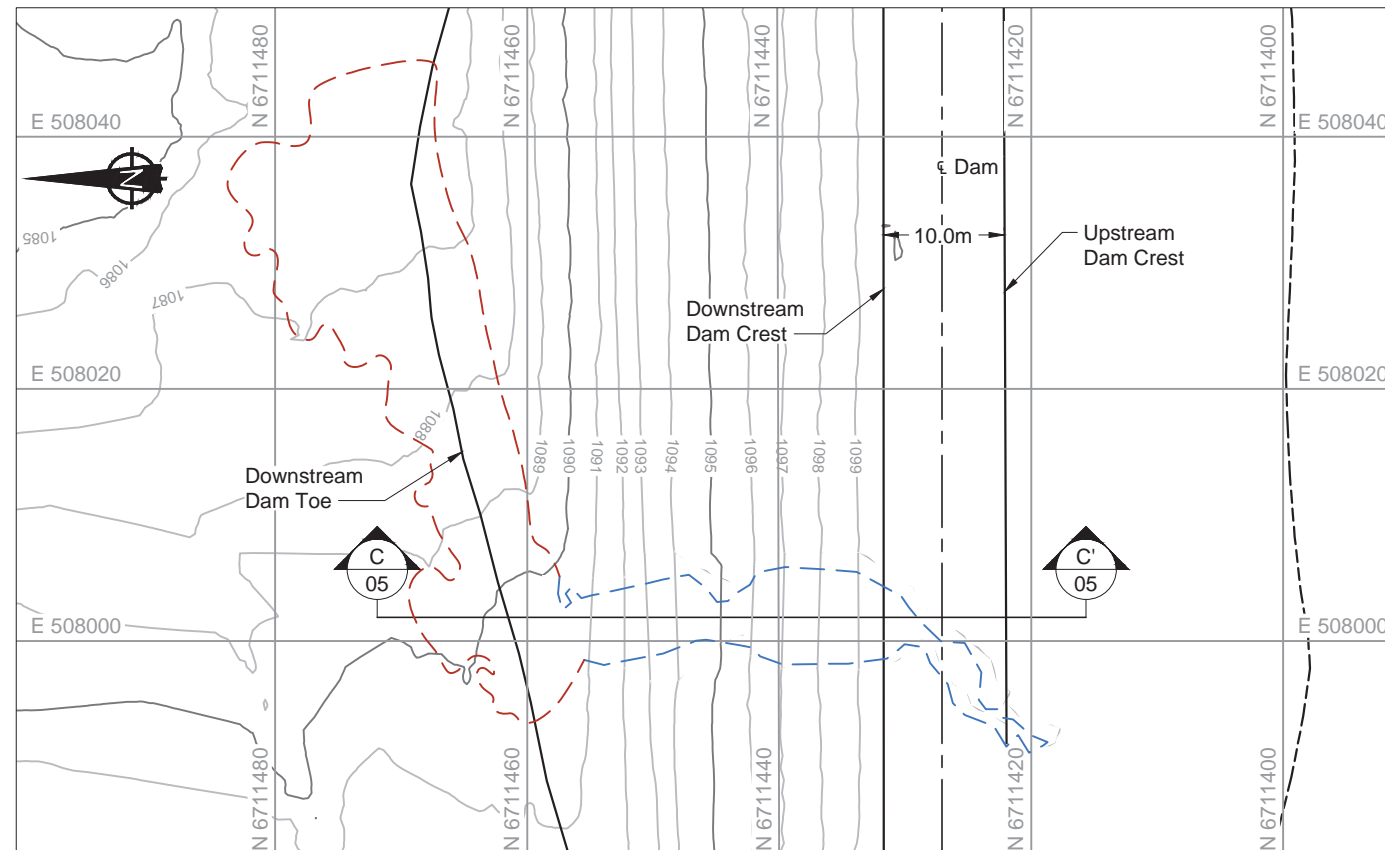 N 6711480
N 6711460
N 6711440
N 6711420
N 6711400
E 508040
E 508040
N
℄ Dam
10.0m
Upstream
Dam Crest
1085
1086
1087
Downstream
Dam Crest
E 508020
E 508020
1088
1089
1090
1091
1092
1093
1094
1095
1096
1097
1098
1099
Downstream
Dam Toe
C
05
C'
05
E 508000
E 508000
N 6711480
N 6711460
N 6711440
N 6711420
N 6711400